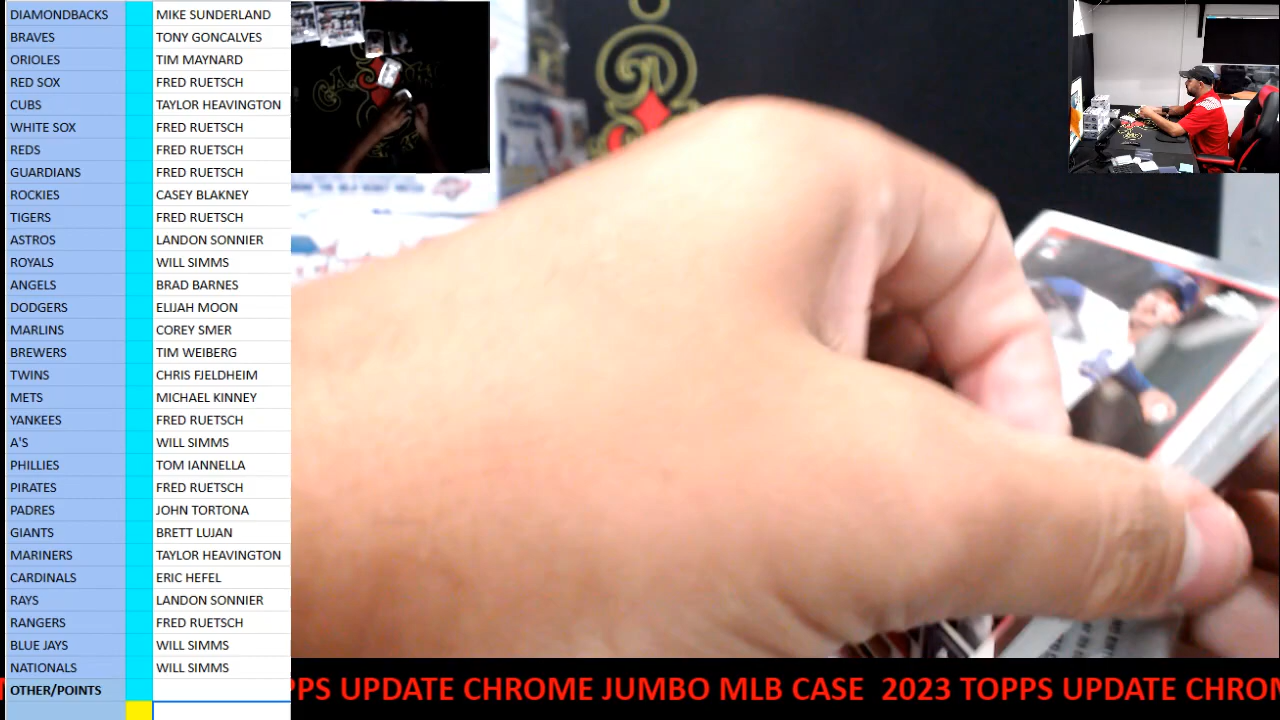 DIAMONDBACKS MIKE SUNDERLAND
BRAVES TONY GONCALVES
ORIOLES TIM MAYNARD
RED SOX FRED RUETSCH
CUBS TAYLOR HEAVINGTON
WHITE SOX FRED RUETSCH
REDS FRED RUETSCH
GUARDIANS FRED RUETSCH
ROCKIES CASEY BLAKNEY
TIGERS FRED RUETSCH
ASTROS LANDON SONNIER
ROYALS WILL SIMMS
ANGELS BRAD BARNES
DODGERS ELIJAH MOON
MARLINS COREY SMER
BREWERS TIM WEIBERG
TWINS CHRIS FJELDHEIM
METS MICHAEL KINNEY
YANKEES FRED RUETSCH
A'S WILL SIMMS
PHILLIES TOM IANNELLA
PIRATES FRED RUETSCH
PADRES JOHN TORTONA
GIANTS BRETT LUJAN
MARINERS TAYLOR HEAVINGTON
CARDINALS ERIC HEFEL
RAYS LANDON SONNIER
RANGERS FRED RUETSCH
BLUE JAYS WILL SIMMS
NATIONALS WILL SIMMS
OTHER/POINTS
PPS UPDATE CHROME JUMBO MLB CASE 2023 TOPPS UPDATE CHROM